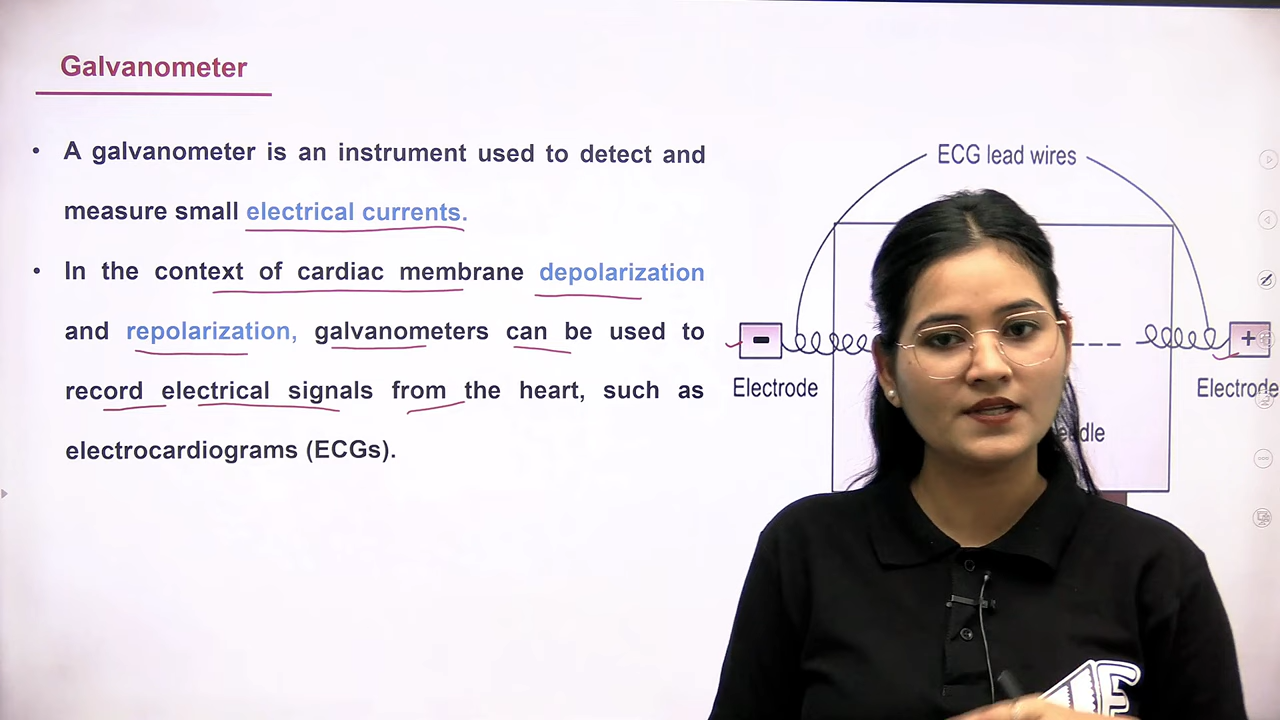 Galvanometer
• A galvanometer is an instrument used to detect and
measure small electrical currents.
• In the context of cardiac membrane depolarization
and repolarization, galvanometers can be used to
record electrical signals from the heart, such as
electrocardiograms (ECGs).
ECG lead wires
-
+
Electrode
Electrode
E